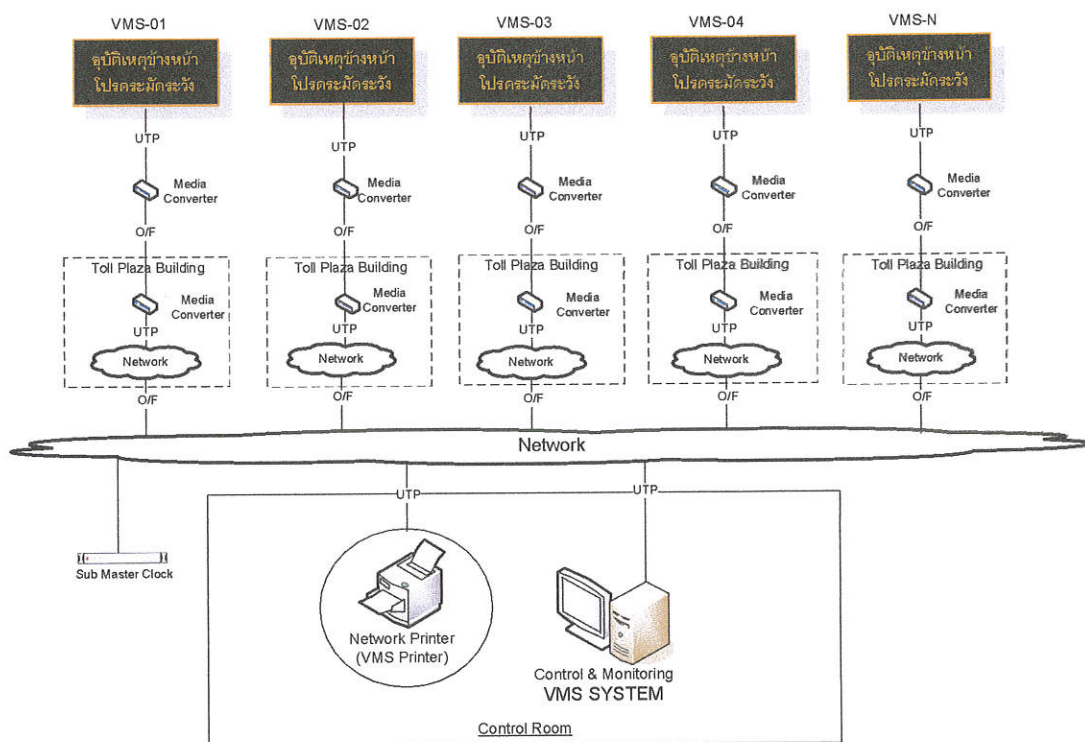 VMS-01
VMS-02
VMS-03
VMS-04
VMS-N
อุบัติเหตุข้างหน้า
โปรดระมัดระวัง
อุบัติเหตุข้างหน้า
โปรดระมัดระวัง
อุบัติเหตุข้างหน้า
โปรดระมัดระวัง
อุบัติเหตุข้างหน้า
โปรดระมัดระวัง
อุบัติเหตุข้างหน้า
โปรดระมัดระวัง
UTP
UTP
UTP
UTP
UTP
Media
Converter
Media
Converter
Media
Converter
Media
Converter
Media
Converter
O/F
O/F
O/F
O/F
O/F
Toll Plaza Building
Toll Plaza Building
Toll Plaza Building
Toll Plaza Building
Toll Plaza Building
Media
Converter
Media
Converter
Media
Converter
Media
Converter
Media
Converter
UTP
UTP
UTP
UTP
UTP
Network
Network
Network
Network
Network
O/F
O/F
O/F
O/F
O/F
Network
UTP
UTP
Sub Master Clock
Network Printer
(VMS Printer)
Control & Monitoring
VMS SYSTEM
Control Room